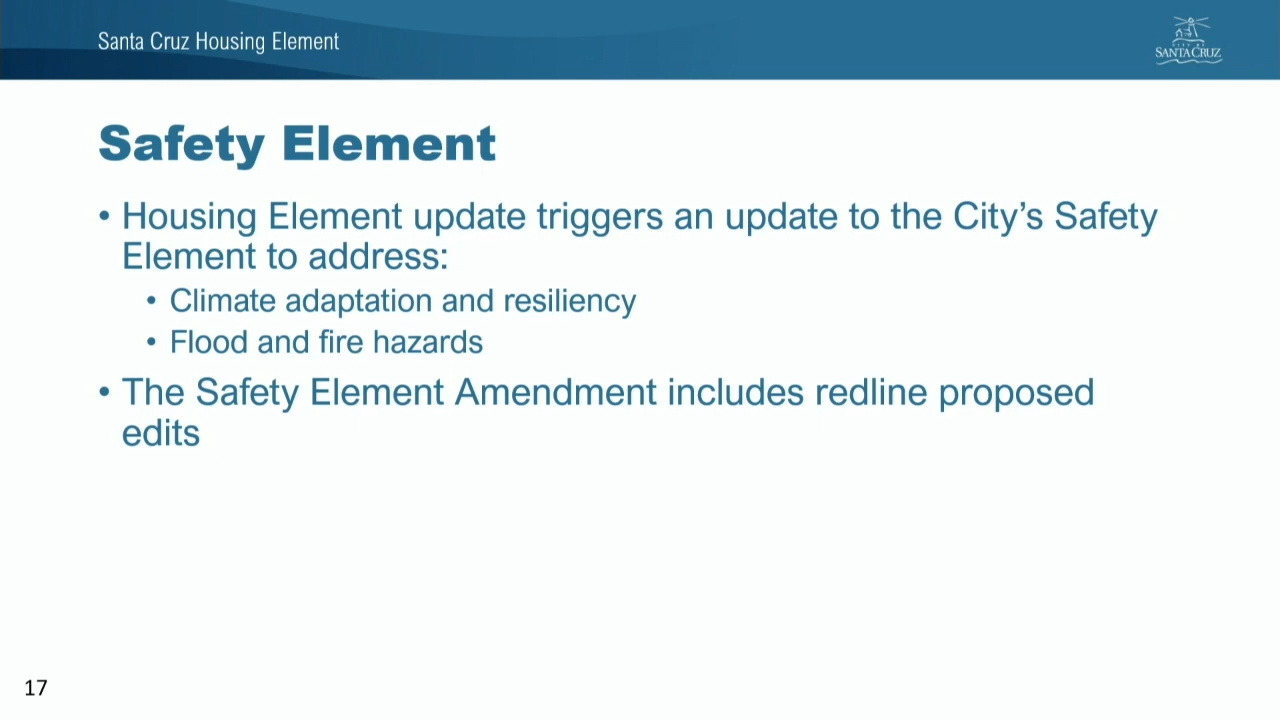 Santa Cruz Housing Element
CITY OF
SANTA CRUZ
Safety Element
• Housing Element update triggers an update to the City’s Safety
Element to address:
• Climate adaptation and resiliency
• Flood and fire hazards
• The Safety Element Amendment includes redline proposed
edits
17